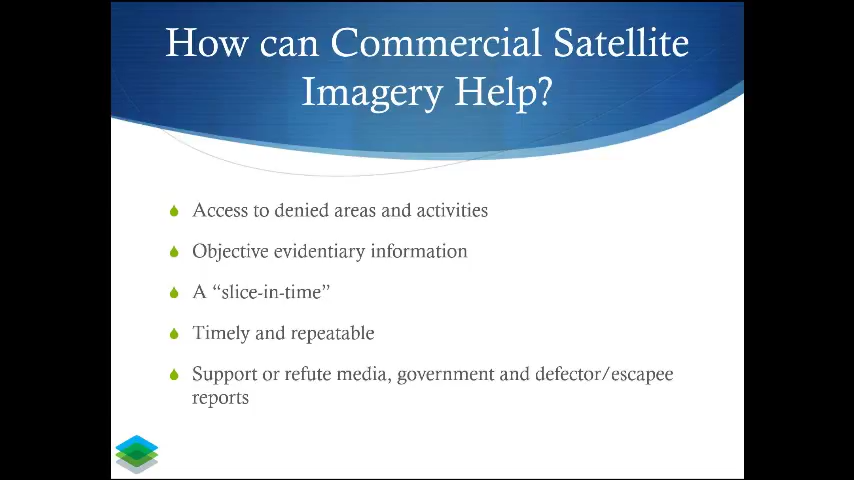 How can Commercial Satellite
Imagery Help?
Access to denied areas and activities
Objective evidentiary information
A “slice-in-time”
Timely and repeatable
Support or refute media, government and defector/escapee
reports